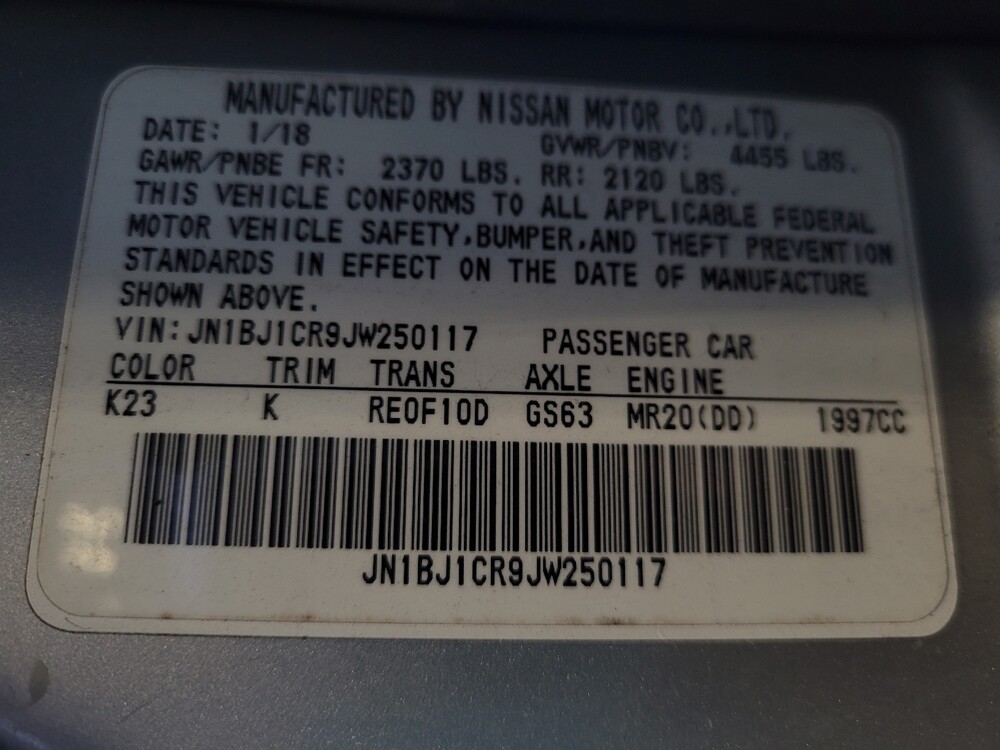 MANUFACTURED BY NISSAN MOTOR CO.,LTD.
DATE: 1/18 GVWR/PNBV: 4455 LBS.
GAWR/PNBE FR: 2370 LBS. RR: 2120 LBS.
THIS VEHICLE CONFORMS TO ALL APPLICABLE FEDERAL
MOTOR VEHICLE SAFETY,BUMPER,AND THEFT PREVENTION
STANDARDS IN EFFECT ON THE DATE OF MANUFACTURE
SHOWN ABOVE.
VIN: JN1BJ1CR9JW250117 PASSENGER CAR
COLOR TRIM TRANS AXLE ENGINE
K23 K RE0F10D GS63 MR20(DD) 1997CC
JN1BJ1CR9JW250117